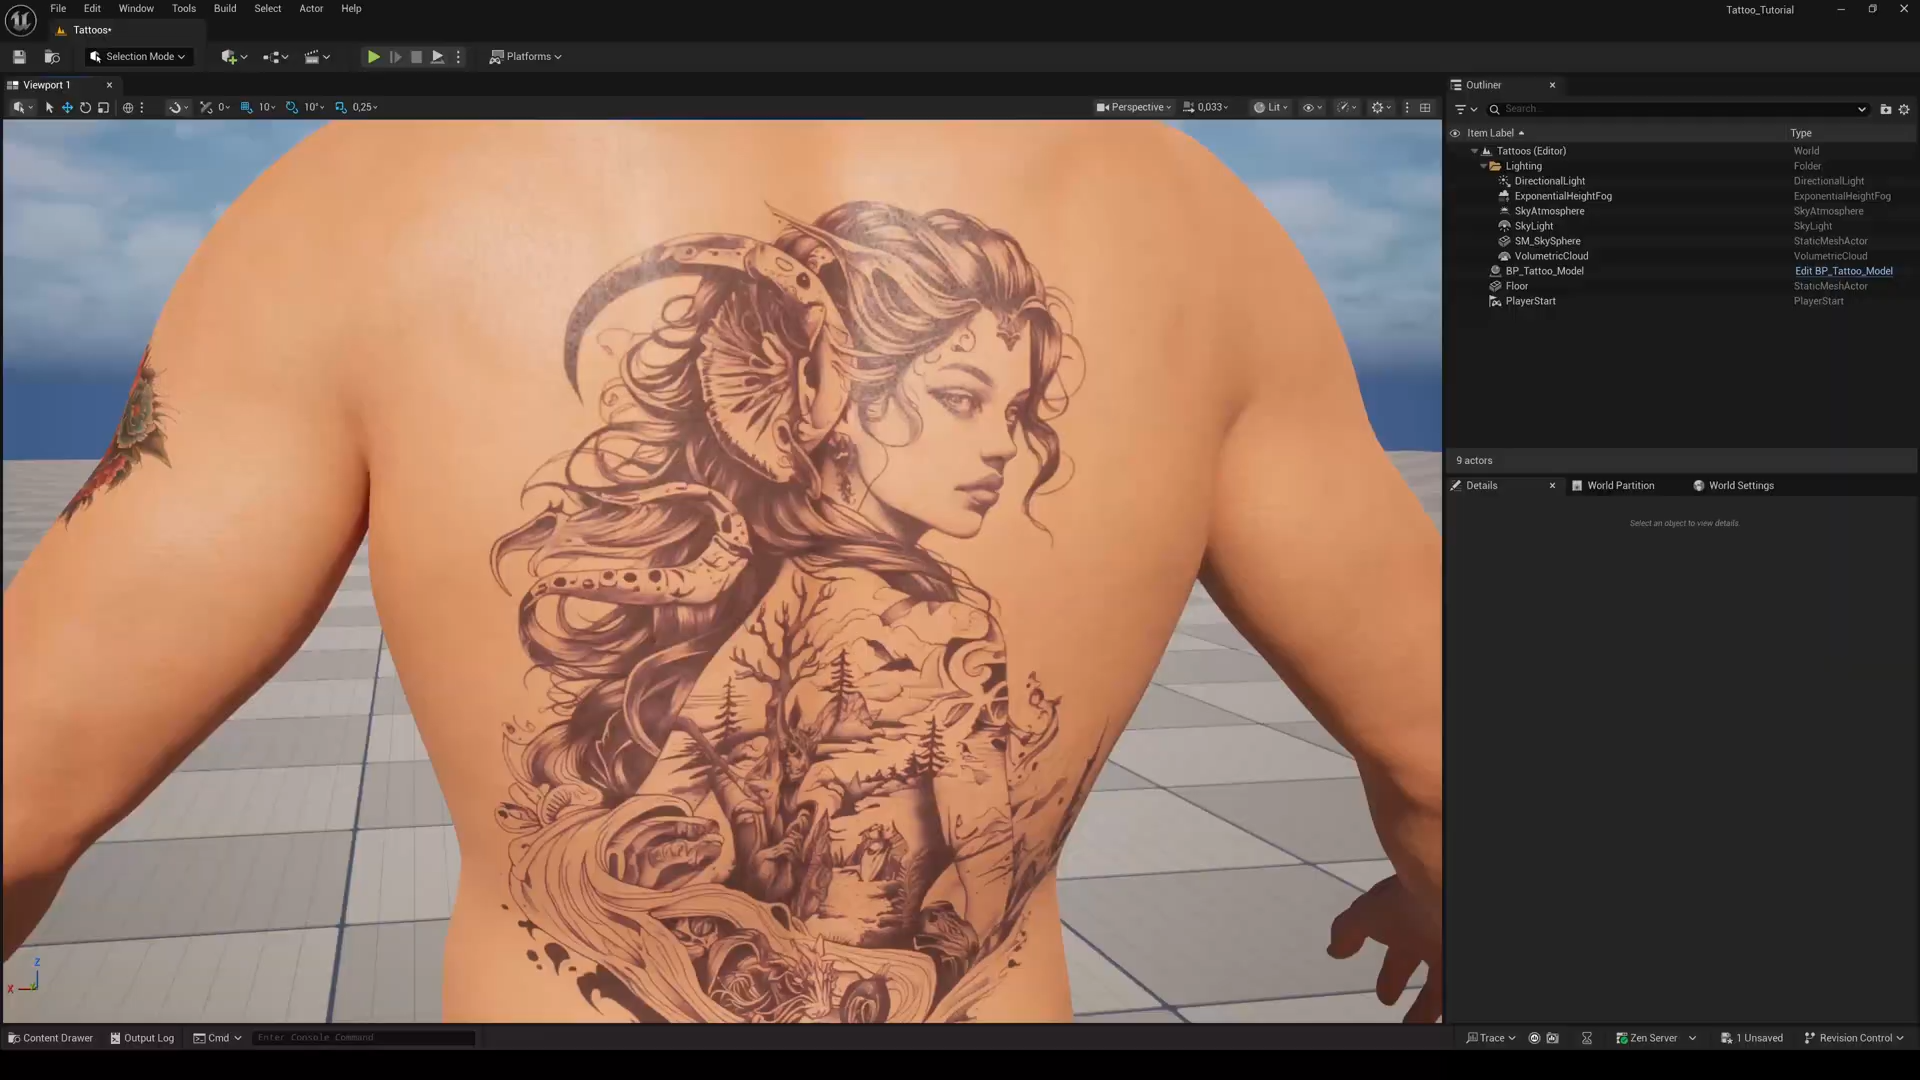 File Edit Window Tools Build Select Actor Help
Tattoo_Tutorial
Tattoos*
Selection Mode
Platforms
Viewport 1
0
10
10°
0,25
Perspective
0,033
Lit
Outliner
Search...
Item Label
Type
Tattoos (Editor) World
Lighting Folder
DirectionalLight DirectionalLight
ExponentialHeightFog ExponentialHeightFog
SkyAtmosphere SkyAtmosphere
SkyLight SkyLight
SM_SkySphere StaticMeshActor
VolumetricCloud VolumetricCloud
BP_Tattoo_Model Edit BP_Tattoo_Model
Floor StaticMeshActor
PlayerStart PlayerStart
9 actors
Details
World Partition
World Settings
Select an object to view details
Z
X
Content Drawer
Output Log
Cmd
Enter Console Command
Trace
Zen Server
1 Unsaved
Revision Control